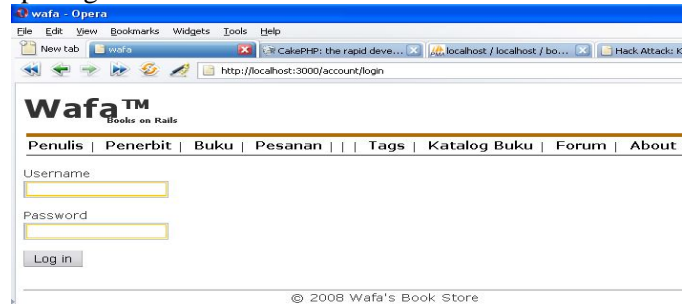 wafa - Opera
File Edit View Bookmarks Widgets Tools Help
New tab wafa CakePHP: the rapid deve... localhost / localhost / bo... Hack Attack: K
http://localhost:3000/account/login
Wafa™
Books on Rails
Penulis | Penerbit | Buku | Pesanan | | | Tags | Katalog Buku | Forum | About
Username
Password
Log in
© 2008 Wafa's Book Store